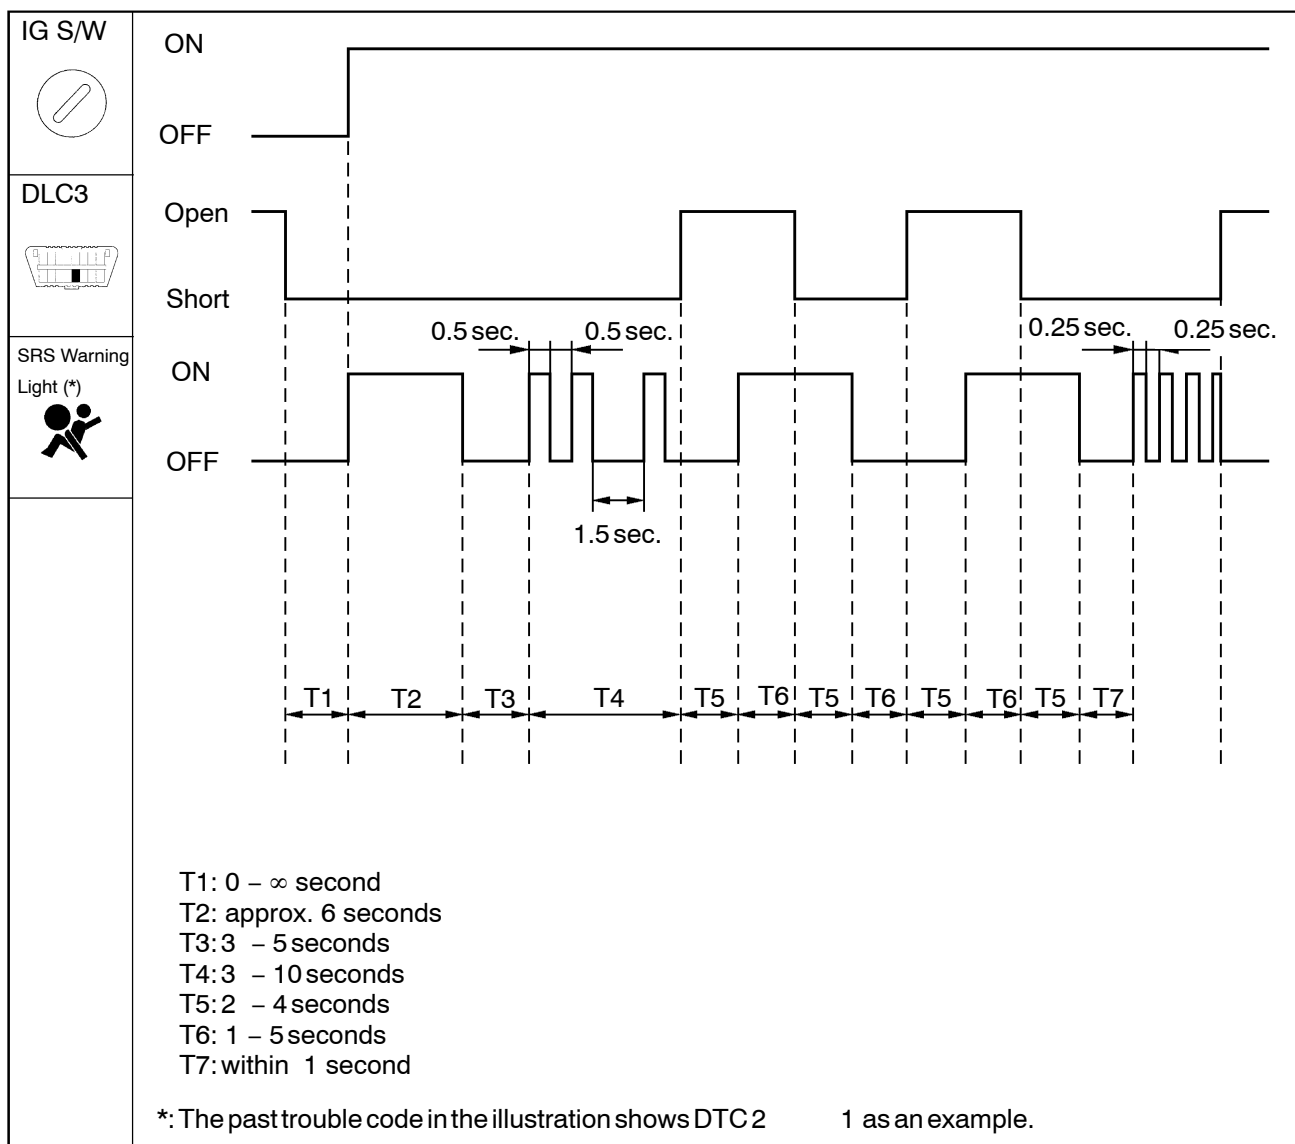 IG S/W
ON
OFF
DLC3
Open
Short
0.5 sec. 0.5 sec. 0.25 sec. 0.25 sec.
SRS Warning
Light (*)
ON
OFF
1.5 sec.
T1 T2 T3 T4 T5 T6 T5 T6 T5 T6 T5 T7
T1: 0 – ∞ second
T2: approx. 6 seconds
T3: 3 – 5 seconds
T4: 3 – 10 seconds
T5: 2 – 4 seconds
T6: 1 – 5 seconds
T7: within 1 second
*: The past trouble code in the illustration shows DTC 2 1 as an example.